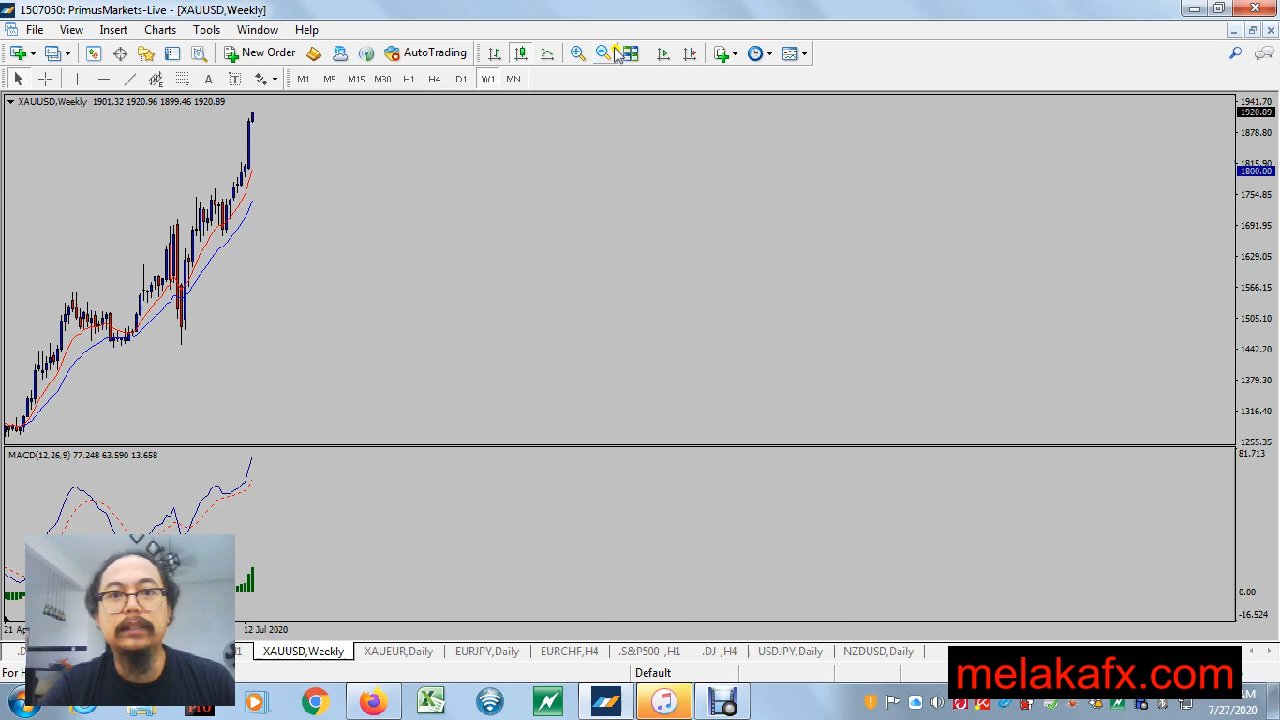 1507050: PrimusMarkets-Live - [XAUUSD,Weekly]
File View Insert Charts Tools Window Help
New Order AutoTrading
A T M1 M5 M15 M30 H1 H4 D1 W1 MN
XAUUSD,Weekly 1901.32 1920.96 1899.46 1920.89
1941.70
1920.89
1878.80
1815.90
1800.00
1754.85
1691.95
1629.05
1566.15
1505.10
1442.20
1379.30
1316.40
1255.35
MACD(12,26,9) 77.248 63.590 13.658
81.713
0.00
-16.524
12 Jul 2020
XAUUSD,Weekly XAUEUR,Daily EURJPY,Daily EURCHF,H4 .S&P500 ,H1 .DJ ,H4 USDJPY,Daily NZDUSD,Daily
For H
Default
melakafx.com
7/27/2020